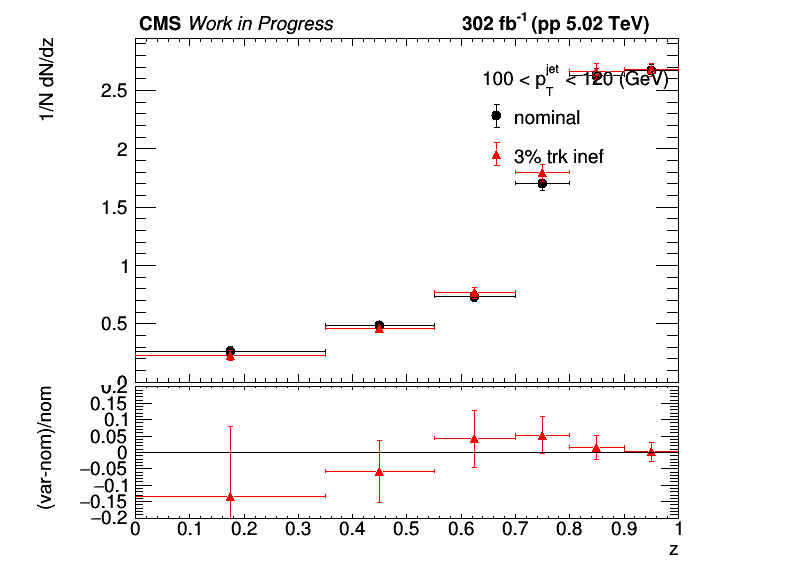 CMS Work in Progress 302 fb⁻¹ (pp 5.02 TeV)
1/N dN/dz
2.5
2
1.5
1
0.5
0
100 < p_T^jet < 120 (GeV)
nominal
3% trk inef
(var-nom)/nom
0.2
0.15
0.1
0.05
0
−0.05
−0.1
−0.15
−0.2
0 0.1 0.2 0.3 0.4 0.5 0.6 0.7 0.8 0.9 1
z